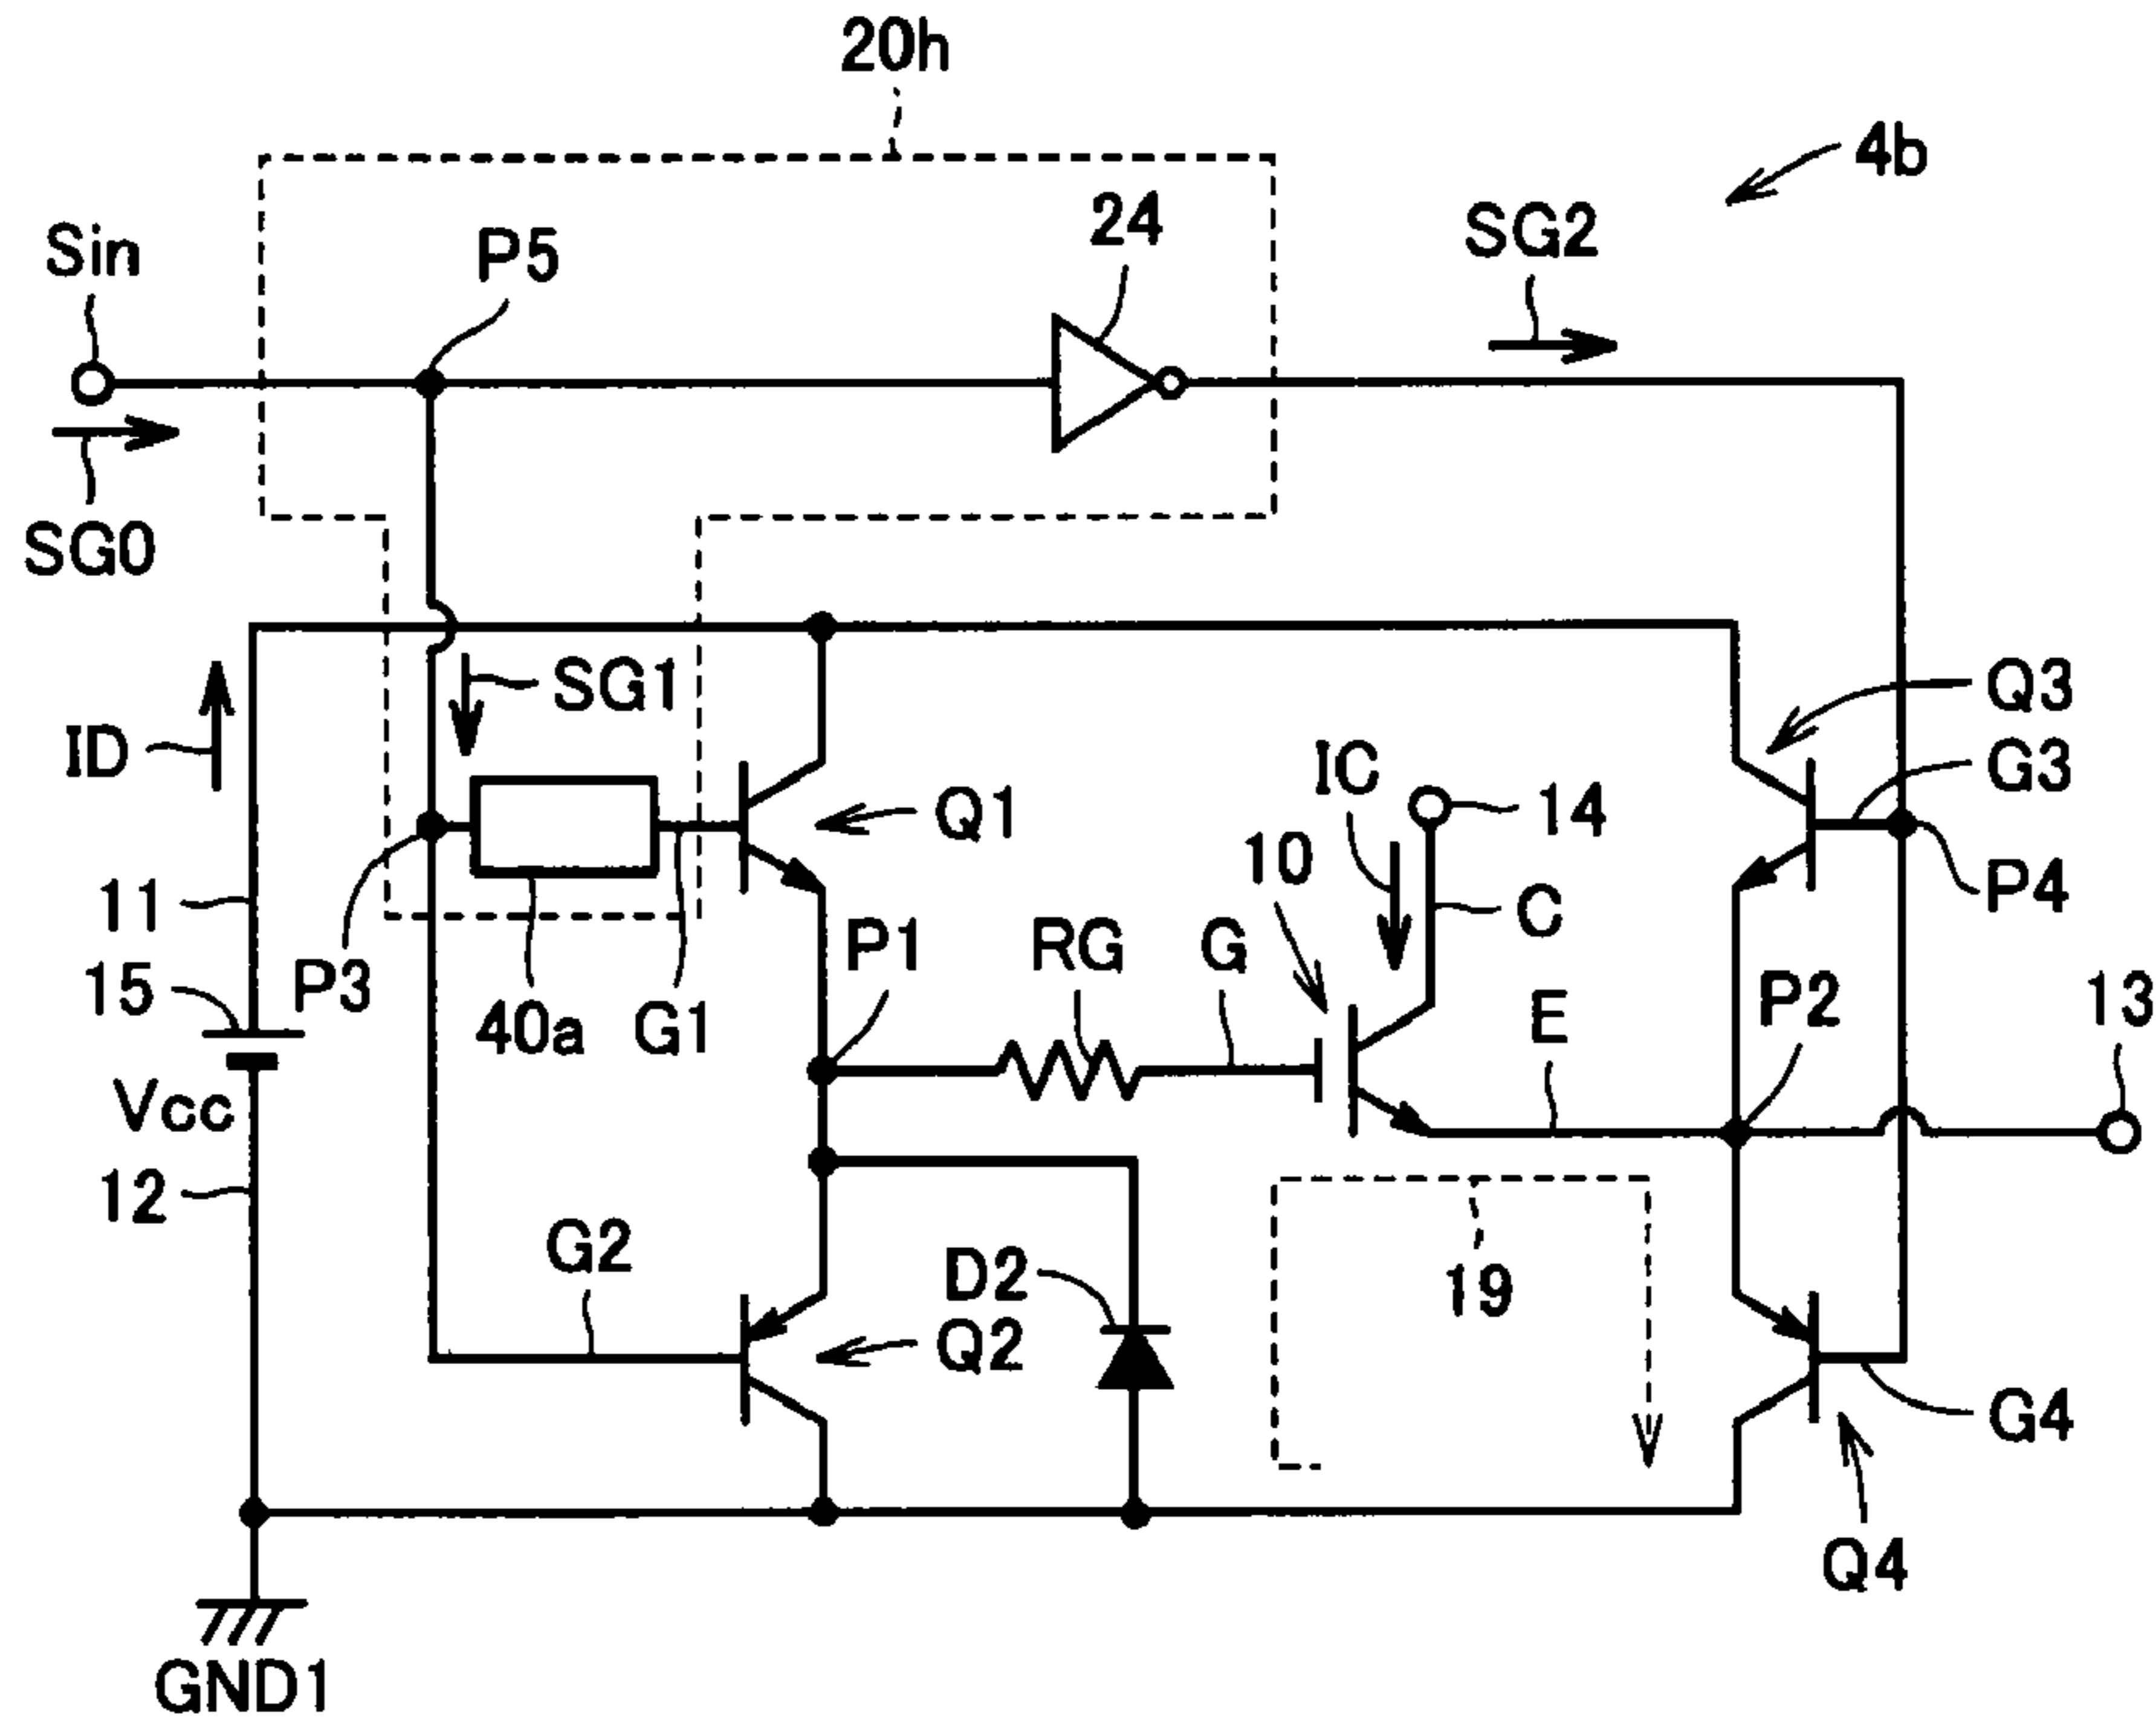 20h
4b
24
SG2
Sin
P5
SG0
SG1
Q3
ID
IC
G3
Q1
14
10
11
P4
C
P1
RG
G
15
P3
P2
13
40a
G1
E
Vcc
12
G2
D2
19
Q2
G4
Q4
GND1